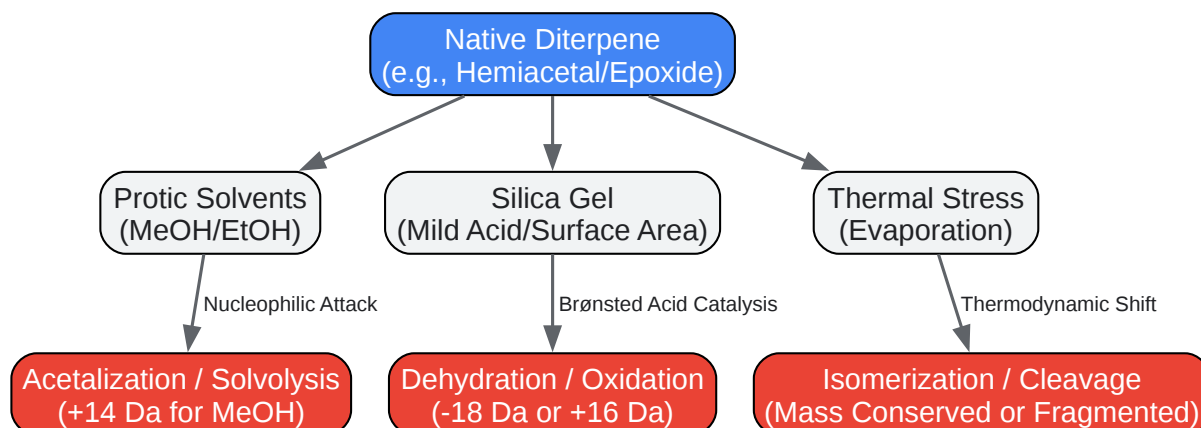 Native Diterpene
(e.g., Hemiacetal/Epoxide)
Protic Solvents
(MeOH/EtOH)
Silica Gel
(Mild Acid/Surface Area)
Thermal Stress
(Evaporation)
Nucleophilic Attack
Brønsted Acid Catalysis
Thermodynamic Shift
Acetalization / Solvolysis
(+14 Da for MeOH)
Dehydration / Oxidation
(-18 Da or +16 Da)
Isomerization / Cleavage
(Mass Conserved or Fragmented)